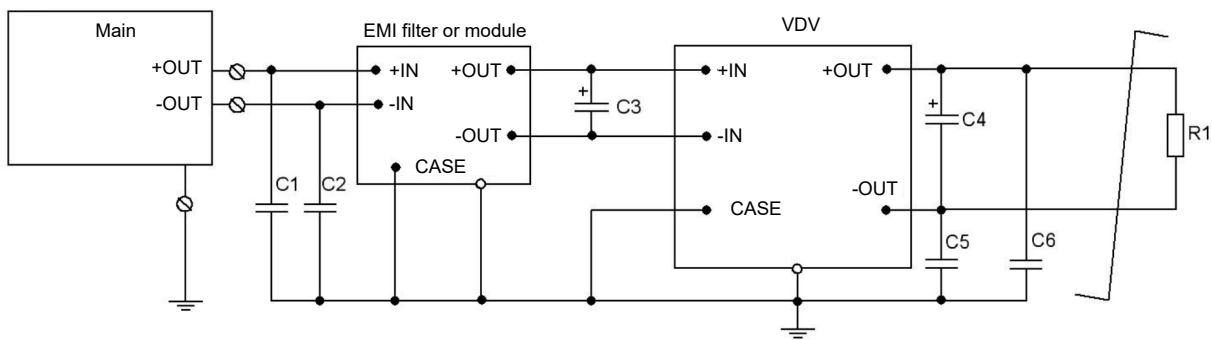 Main
+OUT
-OUT
EMI filter or module
+IN
-IN
+OUT
-OUT
CASE
C1
C2
C3
VDV
+IN
-IN
CASE
+OUT
-OUT
+
+
C4
C5
C6
R1